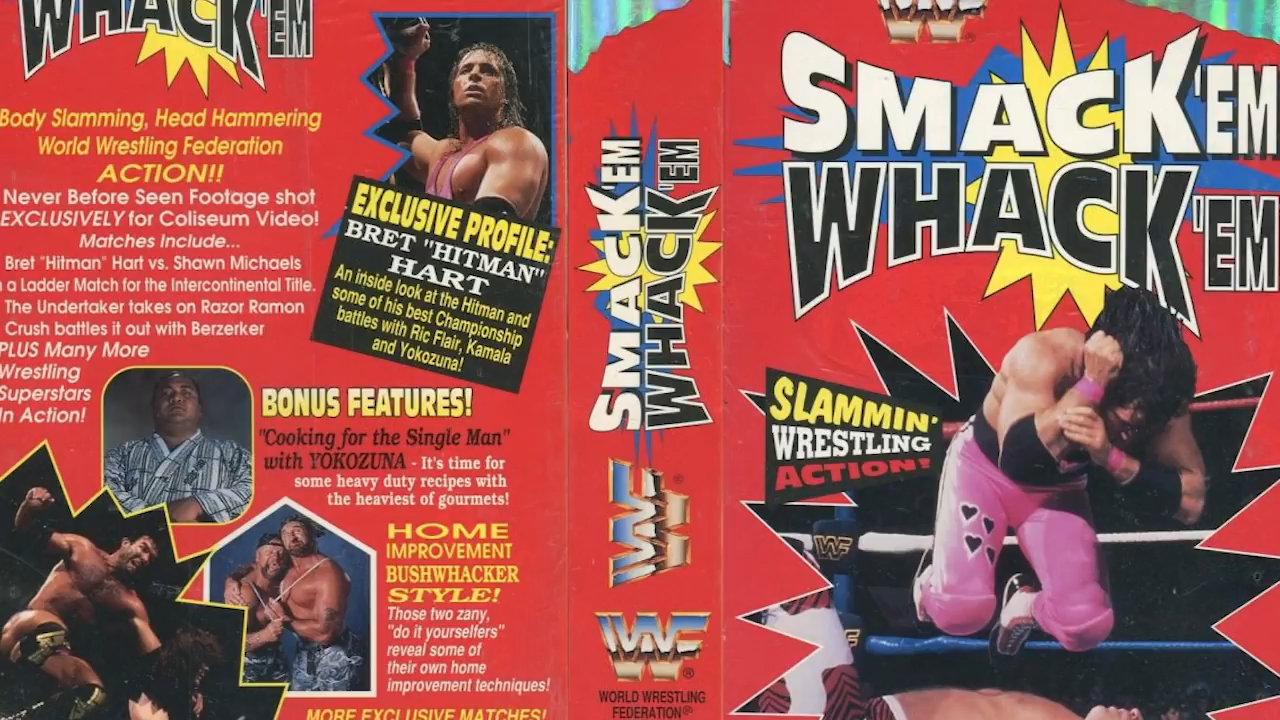 WHACK'EM
Body Slamming, Head Hammering
World Wrestling Federation
ACTION!!
Never Before Seen Footage shot
EXCLUSIVELY for Coliseum Video!
Matches Include...
Bret "Hitman" Hart vs. Shawn Michaels
a Ladder Match for the Intercontinental Title.
The Undertaker takes on Razor Ramon
Crush battles it out with Berzerker
PLUS Many More
Wrestling
Superstars
In Action!
EXCLUSIVE PROFILE:
BRET "HITMAN"
HART
An inside look at the Hitman and
some of his best Championship
battles with Ric Flair, Kamala
and Yokozuna!
BONUS FEATURES!
"Cooking for the Single Man"
with YOKOZUNA - It's time for
some heavy duty recipes with
the heaviest of gourmets!
HOME
IMPROVEMENT
BUSHWHACKER
STYLE!
Those two zany,
"do it yourselfers"
reveal some of
their own home
improvement techniques!
MORE EXCLUSIVE MATCHES!
SMACK'EM
WHACK'EM
WF
®
WF
®
WORLD WRESTLING
FEDERATION®
WF
SMACK'EM
WHACK'EM
SLAMMIN'
WRESTLING
ACTION!
WF